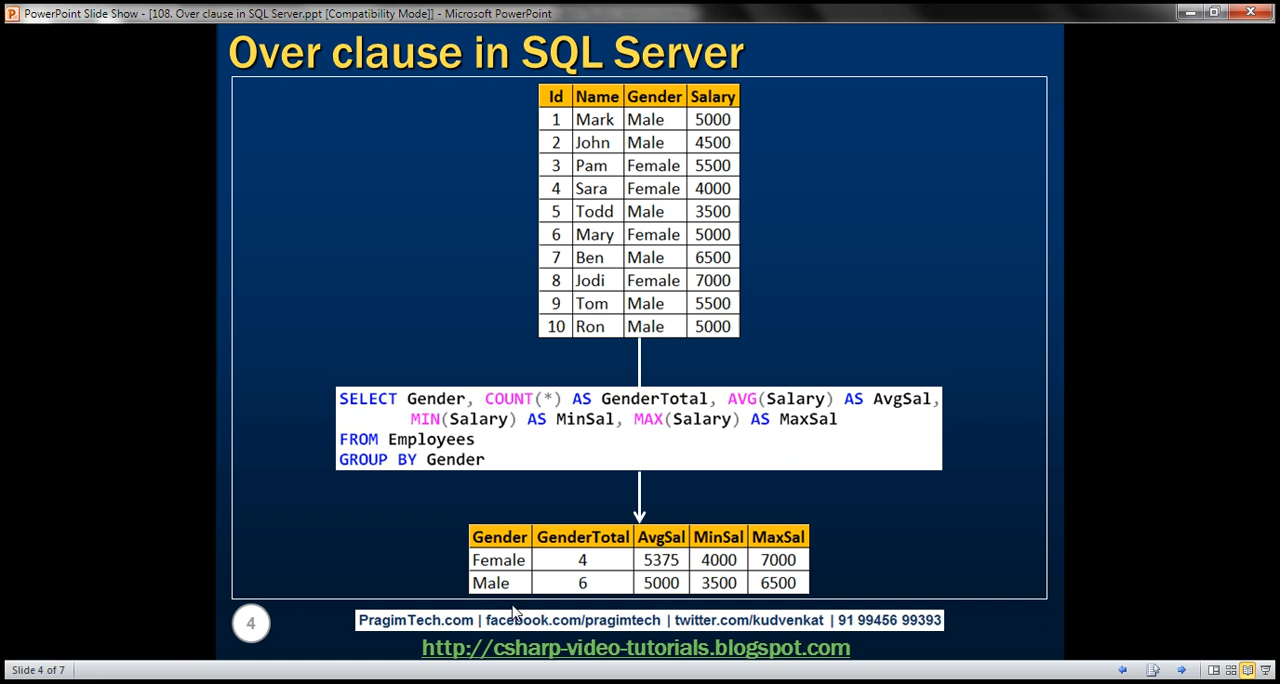 PowerPoint Slide Show - [108. Over clause in SQL Server.ppt [Compatibility Mode]] - Microsoft PowerPoint
Over clause in SQL Server
Id Name Gender Salary
1 Mark Male 5000
2 John Male 4500
3 Pam Female 5500
4 Sara Female 4000
5 Todd Male 3500
6 Mary Female 5000
7 Ben Male 6500
8 Jodi Female 7000
9 Tom Male 5500
10 Ron Male 5000
SELECT Gender, COUNT(*) AS GenderTotal, AVG(Salary) AS AvgSal,
MIN(Salary) AS MinSal, MAX(Salary) AS MaxSal
FROM Employees
GROUP BY Gender
Gender GenderTotal AvgSal MinSal MaxSal
Female 4 5375 4000 7000
Male 6 5000 3500 6500
4
PragimTech.com | facebook.com/pragimtech | twitter.com/kudvenkat | 91 99456 99393
http://csharp-video-tutorials.blogspot.com
Slide 4 of 7